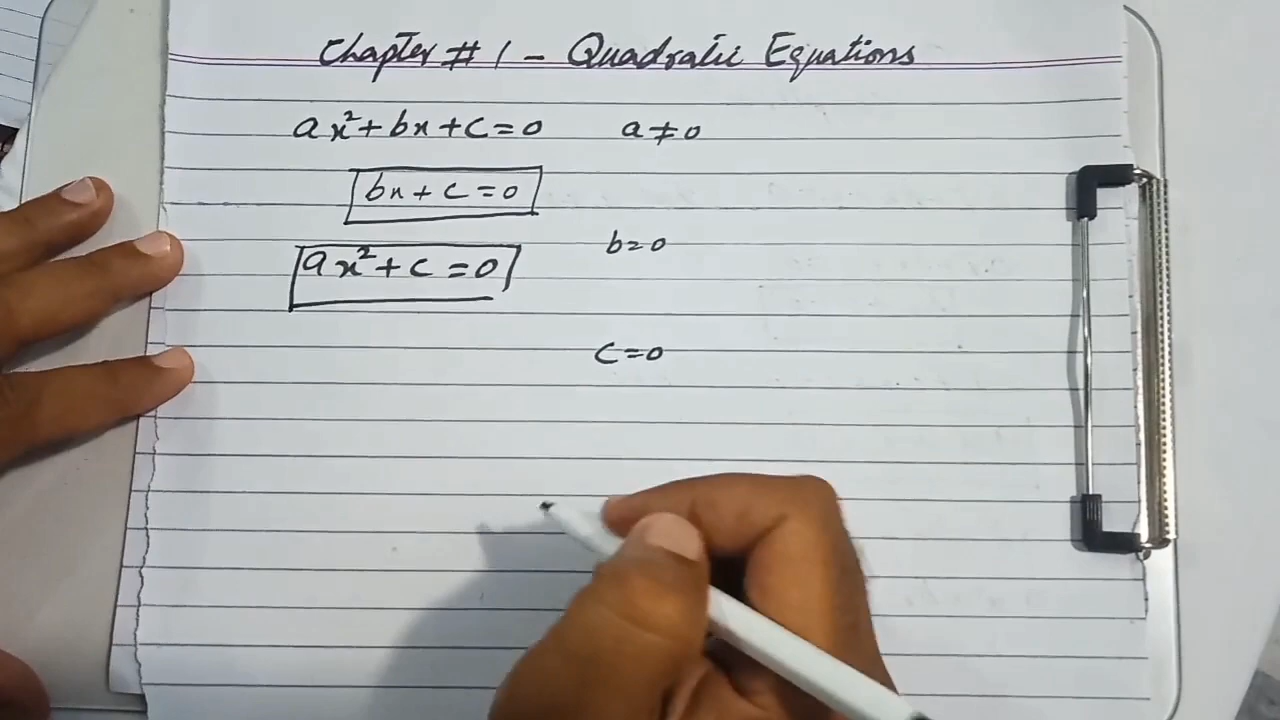 Chapter # 1 - Quadratic Equations
ax²+bx+c=0 a≠0
bx+c=0
ax²+c=0 b=0
c=0